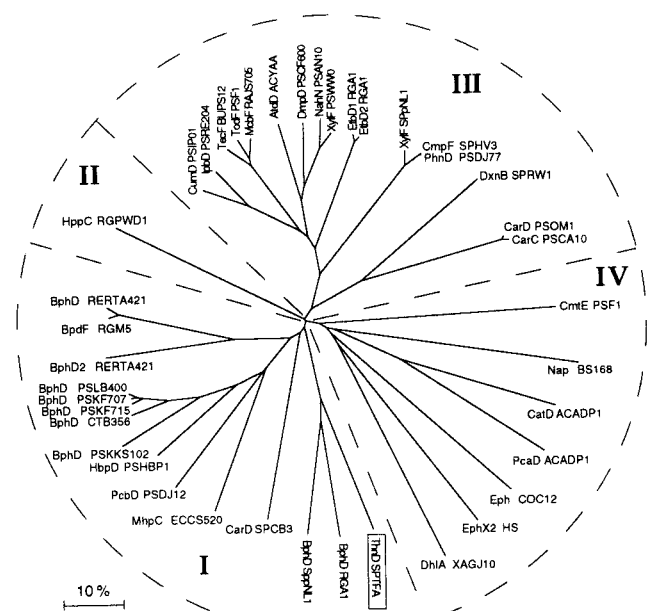 III
CumD PSIP01
IpbD PSRE204
TecF BUPS12
TodF PSF1
McbF RAJS705
AtdD ACYAA
DmpD PSCF600
NahN PSAN10
XylF PSWW0
EtbD1 RGA1
EtbD2 RGA1
XylF SPpNL1
CmpF SPHV3
PhnD PSDJ77
DxnB SPRW1
CarD PSOM1
CarC PSCA10
II
HppC RGPWD1
IV
CmtE PSF1
Nap BS168
CatD ACADP1
PcaD ACADP1
Eph COC12
EphX2 HS
DhlA XAGJ10
BphD RERTA421
BpdF RGM5
BphD2 RERTA421
BphD PSLB400
BphD PSKF707
BphD PSKF715
BphD CTB356
BphD PSKKS102
HbpD PSHBP1
PcbD PSDJ12
MhpC ECCS520
CarD SPCB3
BphD SppNL1
BphD RGA1
ThnD SPTFA
I
10 %